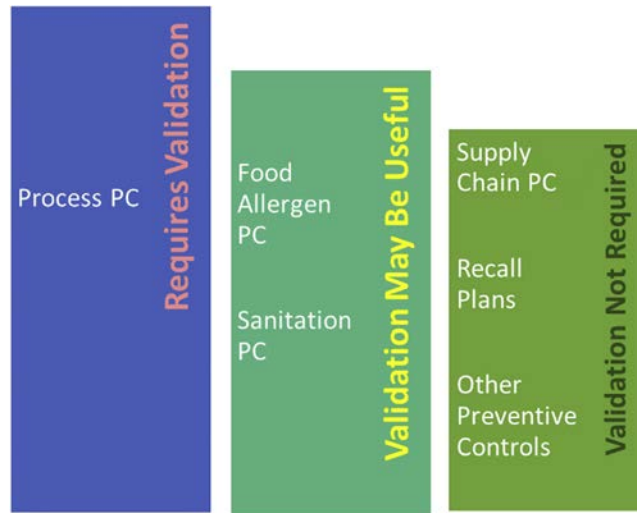 Process PC
Requires Validation
Food
Allergen
PC
Sanitation
PC
Validation May Be Useful
Supply
Chain PC
Recall
Plans
Other
Preventive
Controls
Validation Not Required